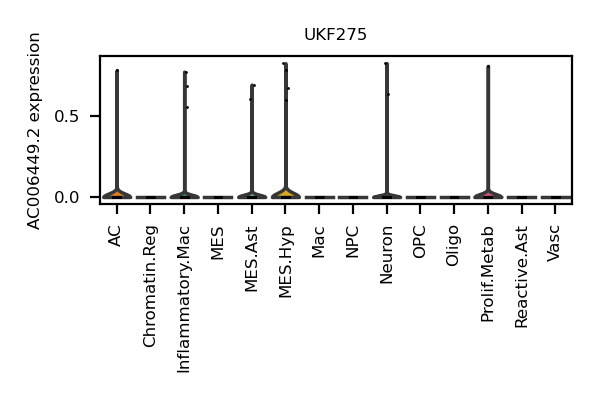 UKF275
AC006449.2 expression
0.5
0.0
AC
Chromatin.Reg
Inflammatory.Mac
MES
MES.Ast
MES.Hyp
Mac
NPC
Neuron
OPC
Oligo
Prolif.Metab
Reactive.Ast
Vasc